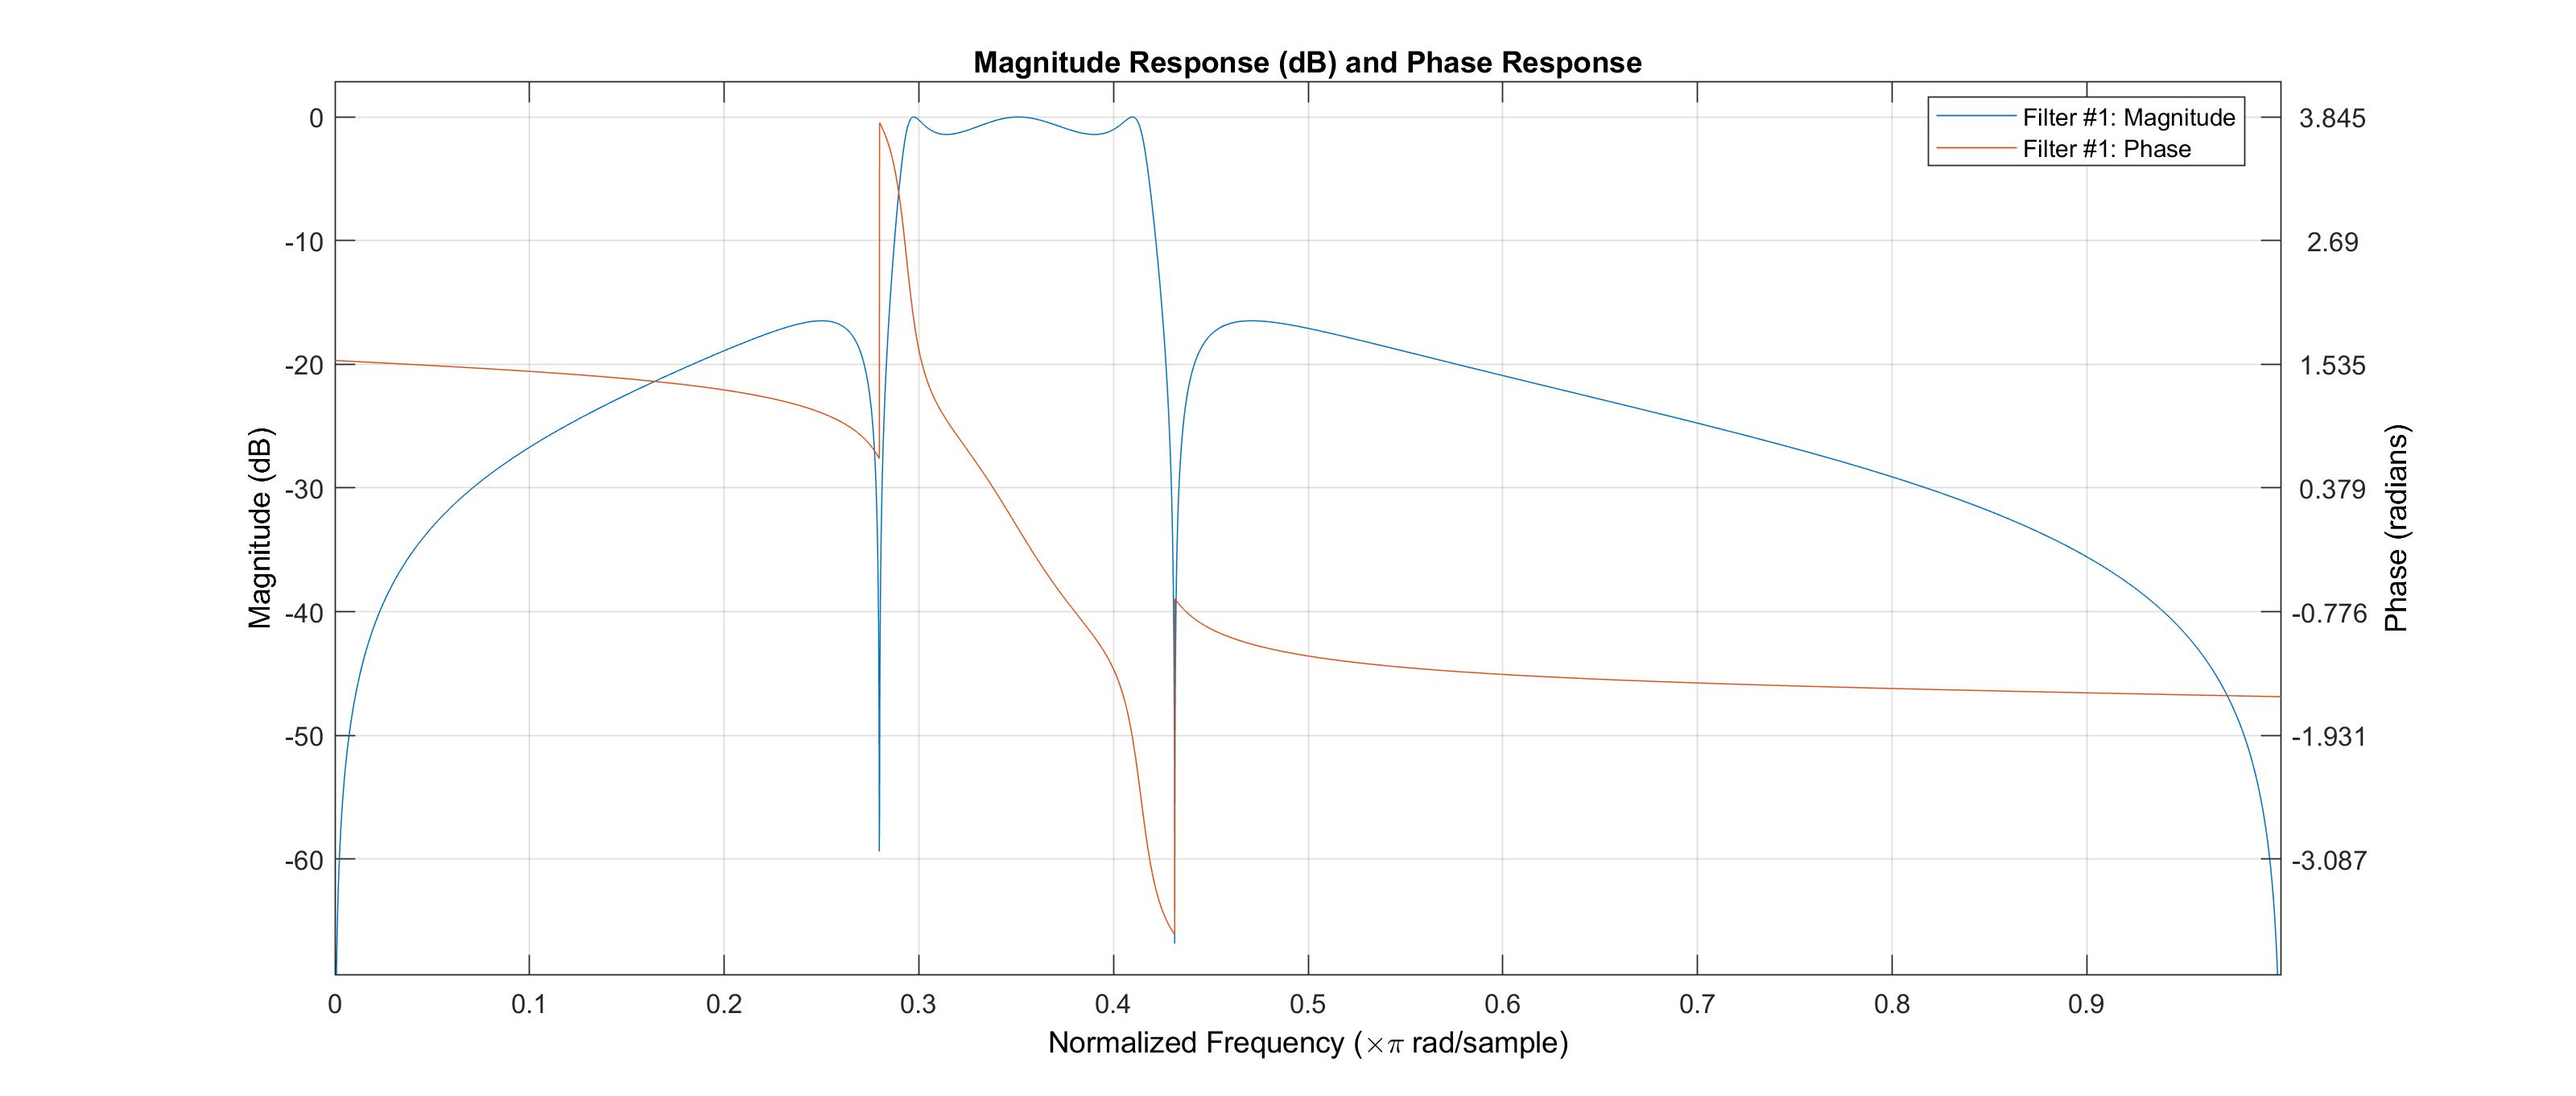 Magnitude Response (dB) and Phase Response
Filter #1: Magnitude
Filter #1: Phase
0
-10
-20
-30
-40
-50
-60
Magnitude (dB)
3.845
2.69
1.535
0.379
-0.776
-1.931
-3.087
Phase (radians)
0 0.1 0.2 0.3 0.4 0.5 0.6 0.7 0.8 0.9
Normalized Frequency (×π rad/sample)